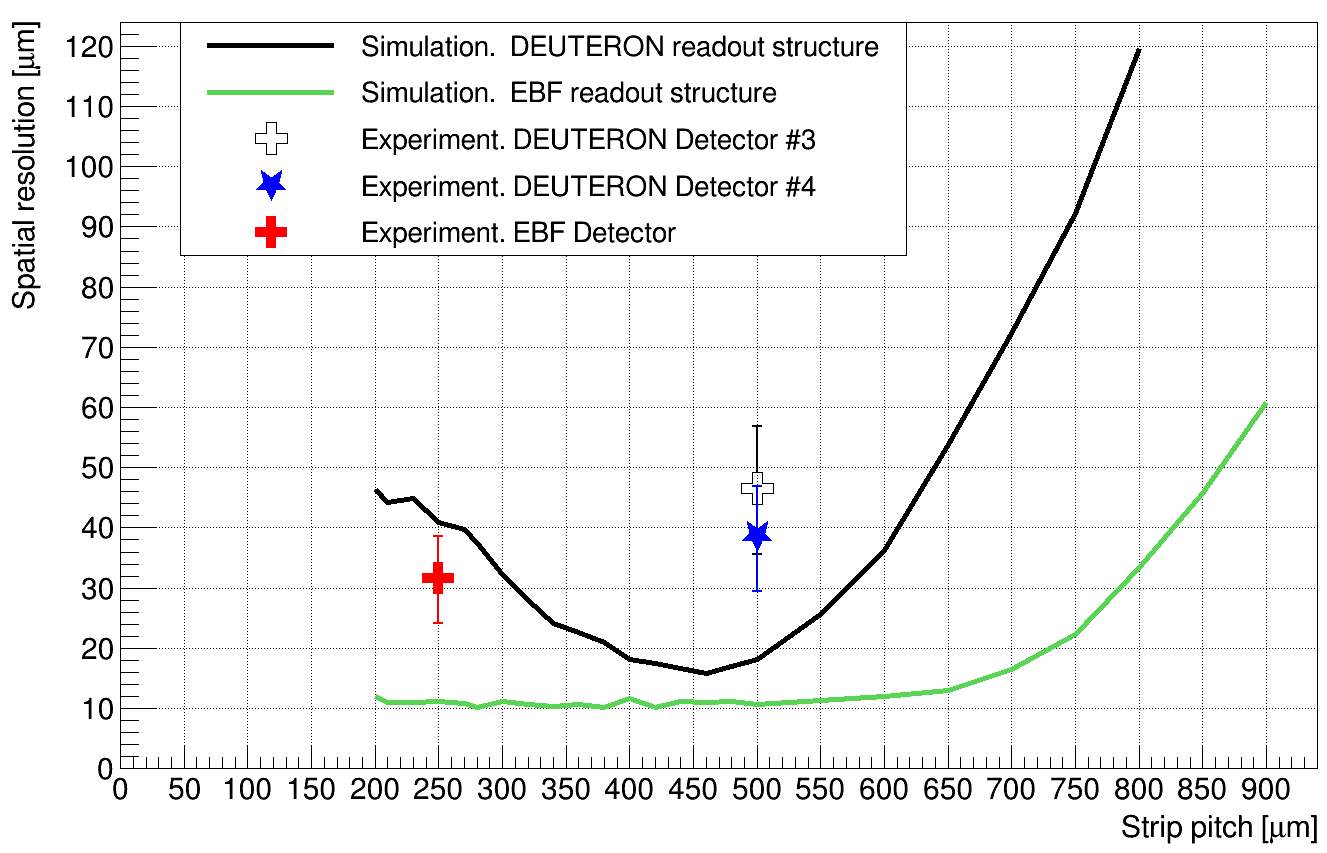 Spatial resolution [μm]
Simulation. DEUTERON readout structure
Simulation. EBF readout structure
Experiment. DEUTERON Detector #3
Experiment. DEUTERON Detector #4
Experiment. EBF Detector
120
110
100
90
80
70
60
50
40
30
20
10
0
0 50 100 150 200 250 300 350 400 450 500 550 600 650 700 750 800 850 900
Strip pitch [μm]